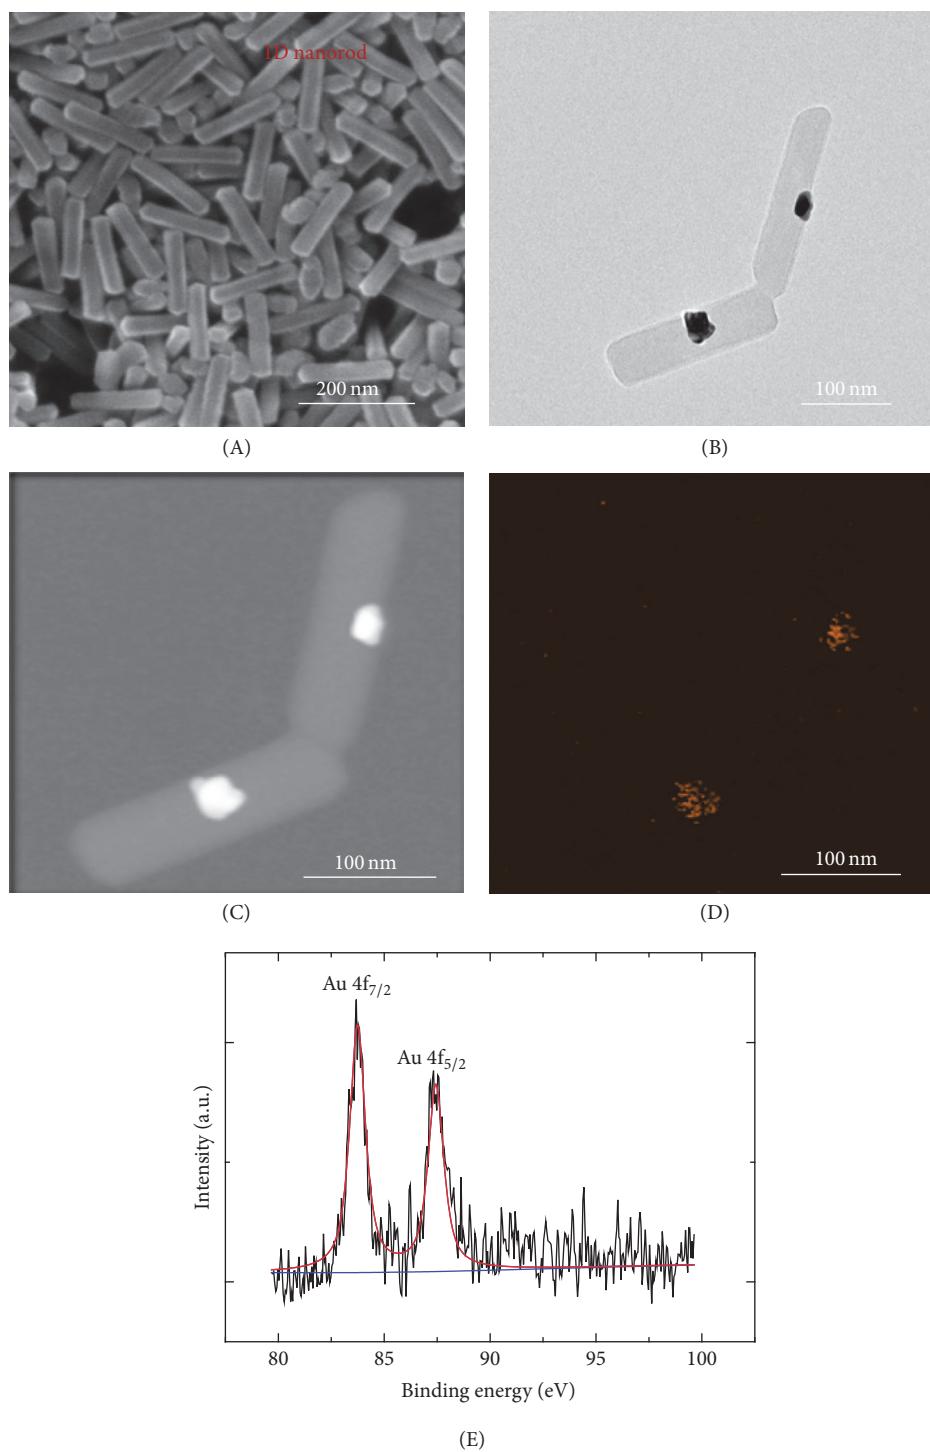 1D nanorod
200 nm
100 nm
(A)
(B)
100 nm
100 nm
(C)
(D)
Au 4f7/2
Au 4f5/2
Intensity (a.u.)
80 85 90 95 100
Binding energy (eV)
(E)